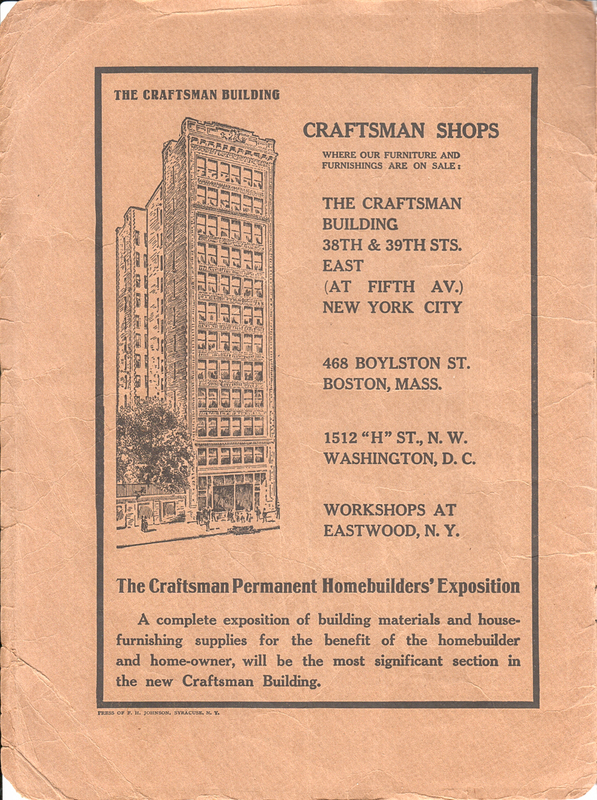 THE CRAFTSMAN BUILDING
CRAFTSMAN SHOPS
WHERE OUR FURNITURE AND
FURNISHINGS ARE ON SALE:
THE CRAFTSMAN
BUILDING
38TH & 39TH STS.
EAST
(AT FIFTH AV.)
NEW YORK CITY
468 BOYLSTON ST.
BOSTON, MASS.
1512 "H" ST., N. W.
WASHINGTON, D. C.
WORKSHOPS AT
EASTWOOD, N. Y.
The Craftsman Permanent Homebuilders' Exposition
A complete exposition of building materials and house-
furnishing supplies for the benefit of the homebuilder
and home-owner, will be the most significant section in
the new Craftsman Building.
PRESS OF F. H. JOHNSON, SYRACUSE, N. Y.